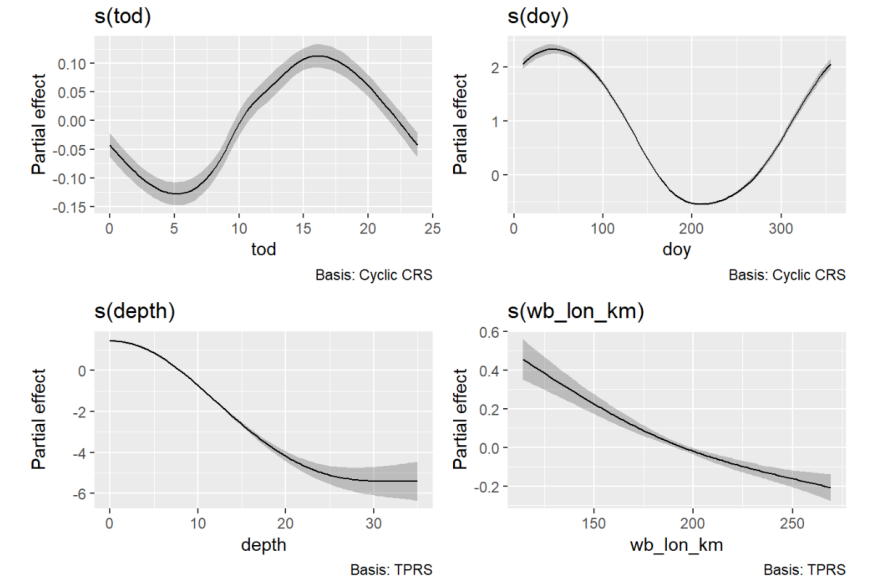 s(tod)
Partial effect
0.10
0.05
0.00
-0.05
-0.10
-0.15
0 5 10 15 20 25
tod
Basis: Cyclic CRS
s(doy)
Partial effect
2
1
0
0 100 200 300
doy
Basis: Cyclic CRS
s(depth)
Partial effect
0
-2
-4
-6
0 10 20 30
depth
Basis: TPRS
s(wb_lon_km)
Partial effect
0.6
0.4
0.2
0.0
-0.2
150 200 250
wb_lon_km
Basis: TPRS